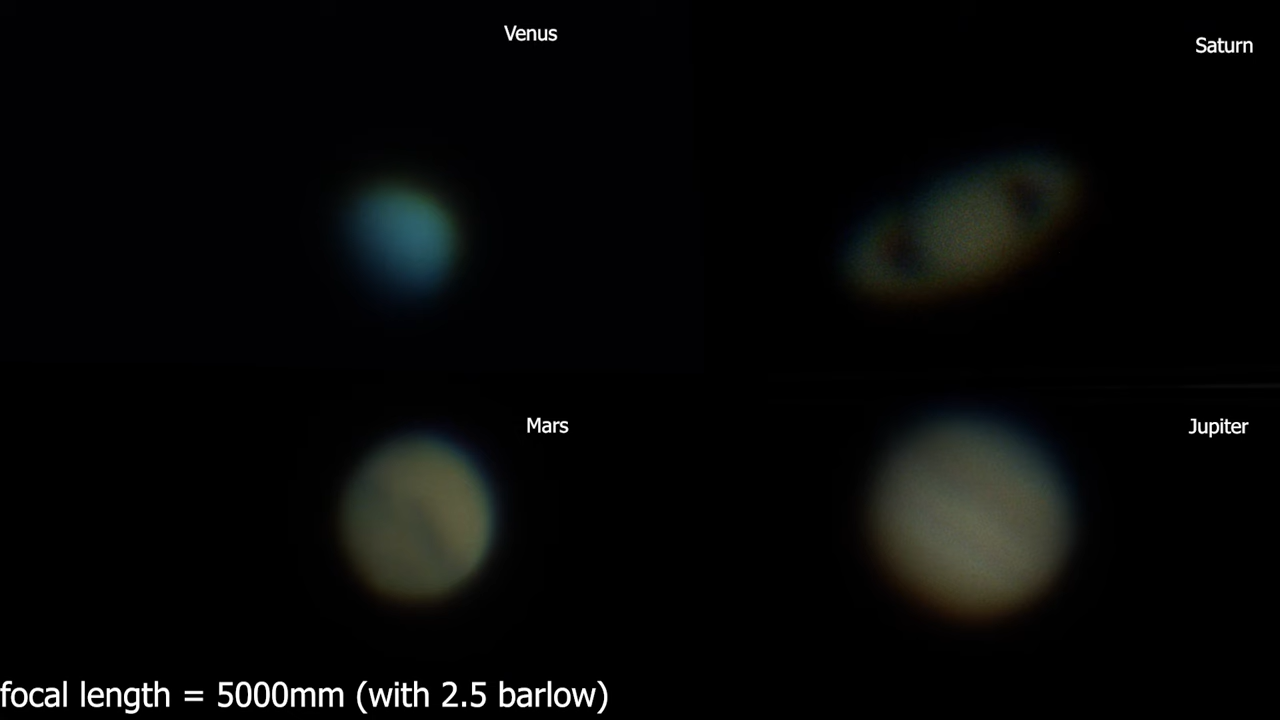 Venus
Saturn
Mars
Jupiter
focal length = 5000mm (with 2.5 barlow)